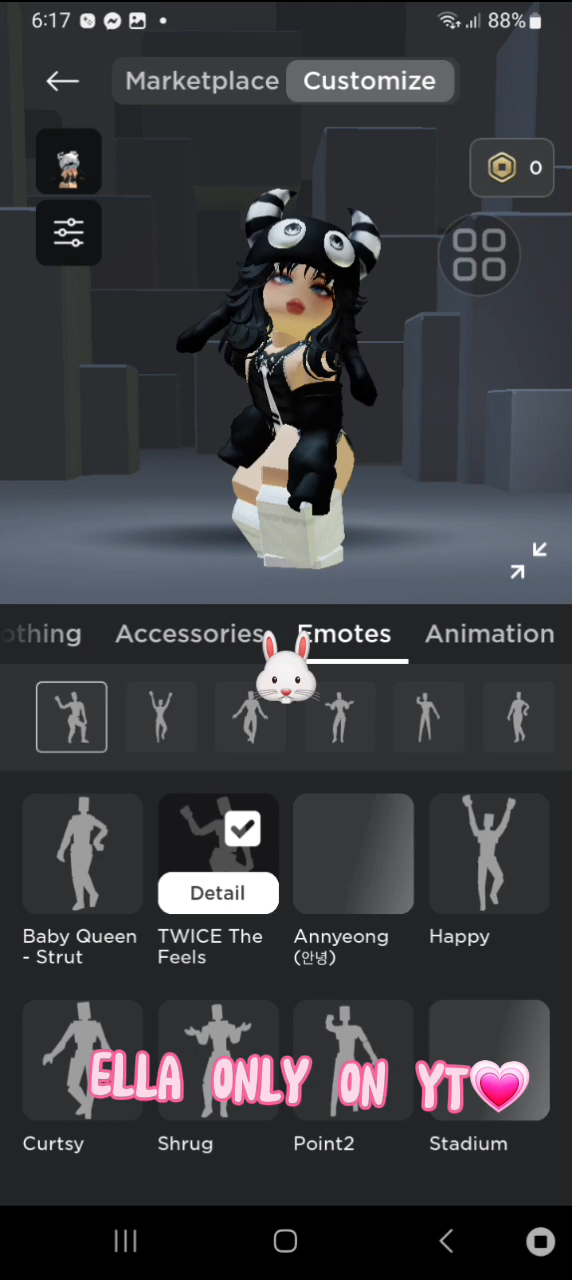 6:17
88%
Marketplace
Customize
0
othing
Accessories
Emotes
Animation
Detail
Baby Queen
- Strut
TWICE The
Feels
Annyeong
(안녕)
Happy
ELLA ONLY ON YT
Curtsy
Shrug
Point2
Stadium